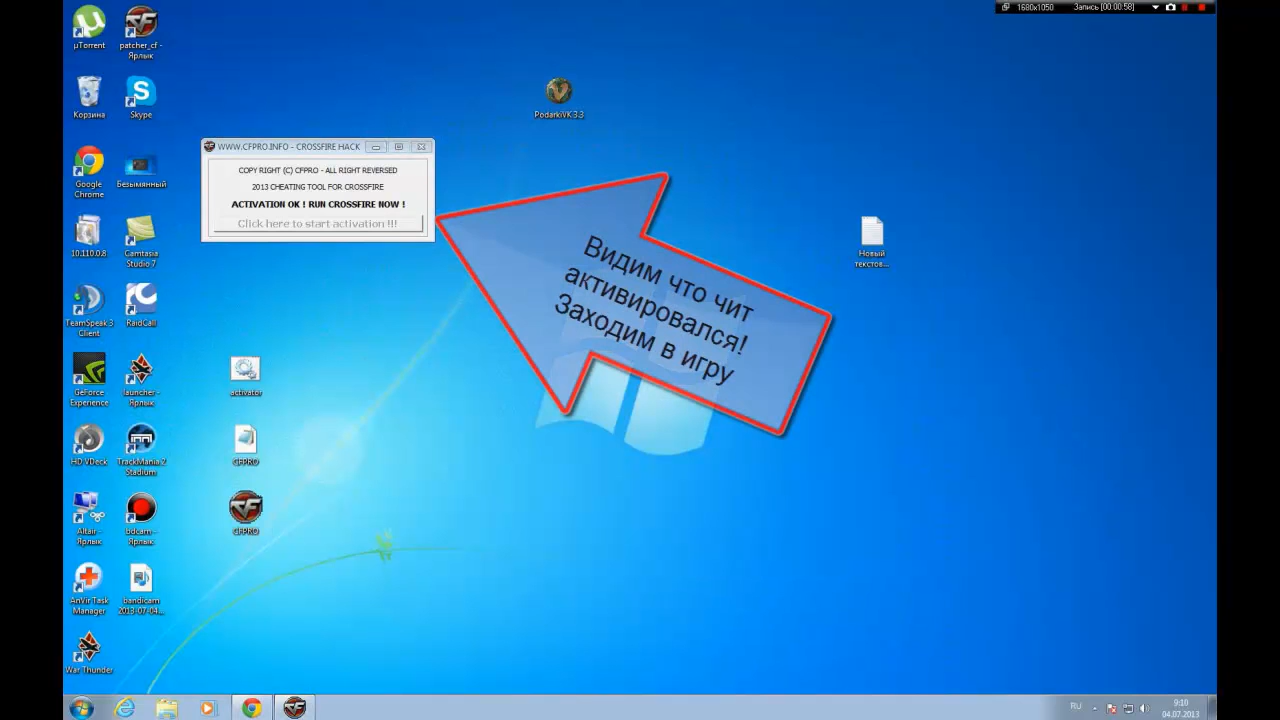 1680x1050
Запись [00:00:58]
µTorrent
patcher_cf -
Ярлык
Корзина
Skype
PodarkiVK 3.3
WWW.CFPRO.INFO - CROSSFIRE HACK
COPY RIGHT (C) CFPRO - ALL RIGHT REVERSED
2013 CHEATING TOOL FOR CROSSFIRE
ACTIVATION OK ! RUN CROSSFIRE NOW !
Click here to start activation !!!
Google
Chrome
Безымянный
10.110.0.8
Camtasia
Studio 7
Новый
текстов...
Видим что чит
активировался!
Заходим в игру
TeamSpeak 3
Client
RaidCall
GeForce
Experience
launcher -
Ярлык
activator
HD VDeck
TrackMania 2
Stadium
CFPRO
Altair -
Ярлык
bdcam -
Ярлык
CFPRO
AnVir Task
Manager
bandicam
2013-07-04...
War Thunder
RU
9:10
04.07.2013